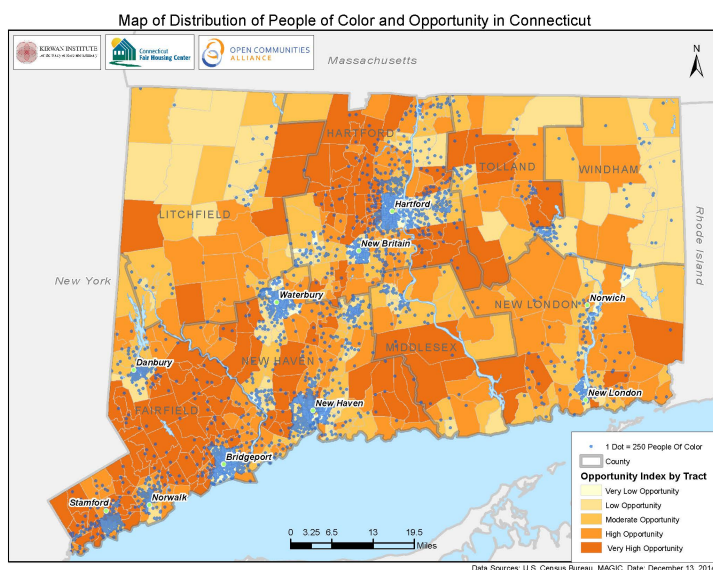 Map of Distribution of People of Color and Opportunity in Connecticut
KIRWAN INSTITUTE
Connecticut
Fair Housing Center
OPEN COMMUNITIES
ALLIANCE
Massachusetts
N
HARTFORD
TOLLAND
WINDHAM
Hartford
LITCHFIELD
New Britain
Rhode Island
New York
Waterbury
NEW LONDON
Norwich
MIDDLESEX
Danbury
NEW HAVEN
New London
New Haven
FAIRFIELD
Bridgeport
Norwalk
Stamford
1 Dot = 250 People Of Color
County
Opportunity Index by Tract
Very Low Opportunity
Low Opportunity
Moderate Opportunity
High Opportunity
Very High Opportunity
0 3.25 6.5 13 19.5
Miles
Data Sources: U.S. Census Bureau, MAGIC, Date: December 13, 201